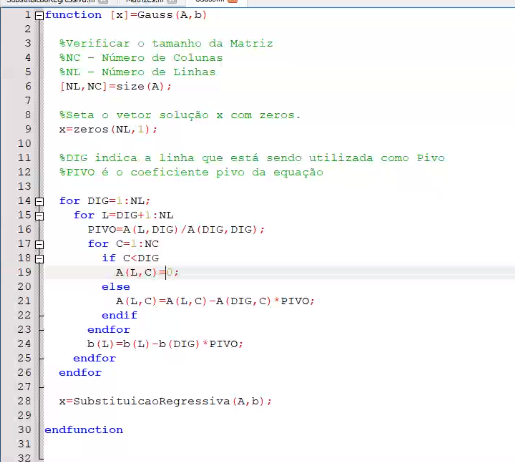 1 function [x]=Gauss(A,b)
2
3 %Verificar o tamanho da Matriz
4 %NC - Número de Colunas
5 %NL - Número de Linhas
6 [NL,NC]=size(A);
7
8 %Seta o vetor solução x com zeros.
9 x=zeros(NL,1);
10
11 %DIG indica a linha que está sendo utilizada como Pivo
12 %PIVO é o coeficiente pivo da equação
13
14 for DIG=1:NL;
15 for L=DIG+1:NL
16 PIVO=A(L,DIG)/A(DIG,DIG);
17 for C=1:NC
18 if C<DIG
19 A(L,C)=0;
20 else
21 A(L,C)=A(L,C)-A(DIG,C)*PIVO;
22 endif
23 endfor
24 b(L)=b(L)-b(DIG)*PIVO;
25 endfor
26 endfor
27
28 x=SubstituicaoRegressiva(A,b);
29
30 endfunction
31
32